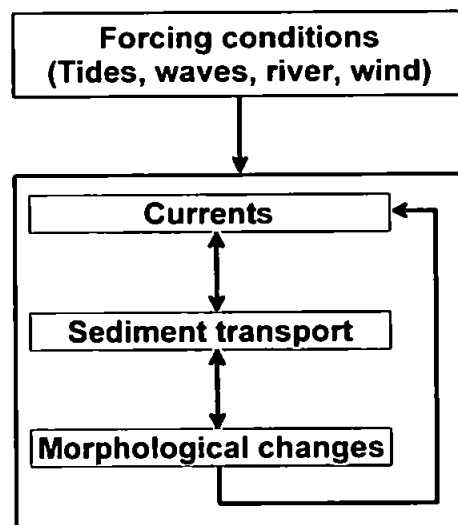 Forcing conditions
(Tides, waves, river, wind)
Currents
Sediment transport
Morphological changes